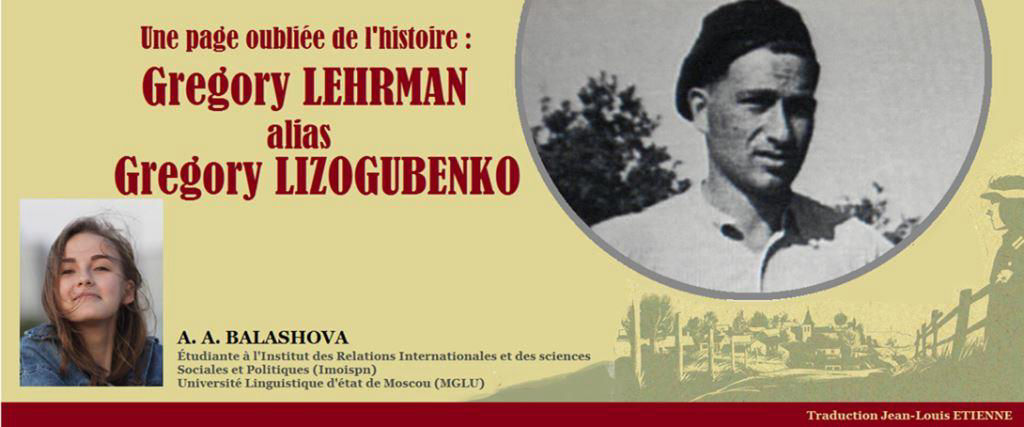 Une page oubliée de l'histoire :
Gregory LEHRMAN
alias
Gregory LIZOGUBENKO
A. A. BALASHOVA
Étudiante à l'Institut des Relations Internationales et des sciences
Sociales et Politiques (Imoispn)
Université Linguistique d'état de Moscou (MGLU)
Traduction Jean-Louis ETIENNE